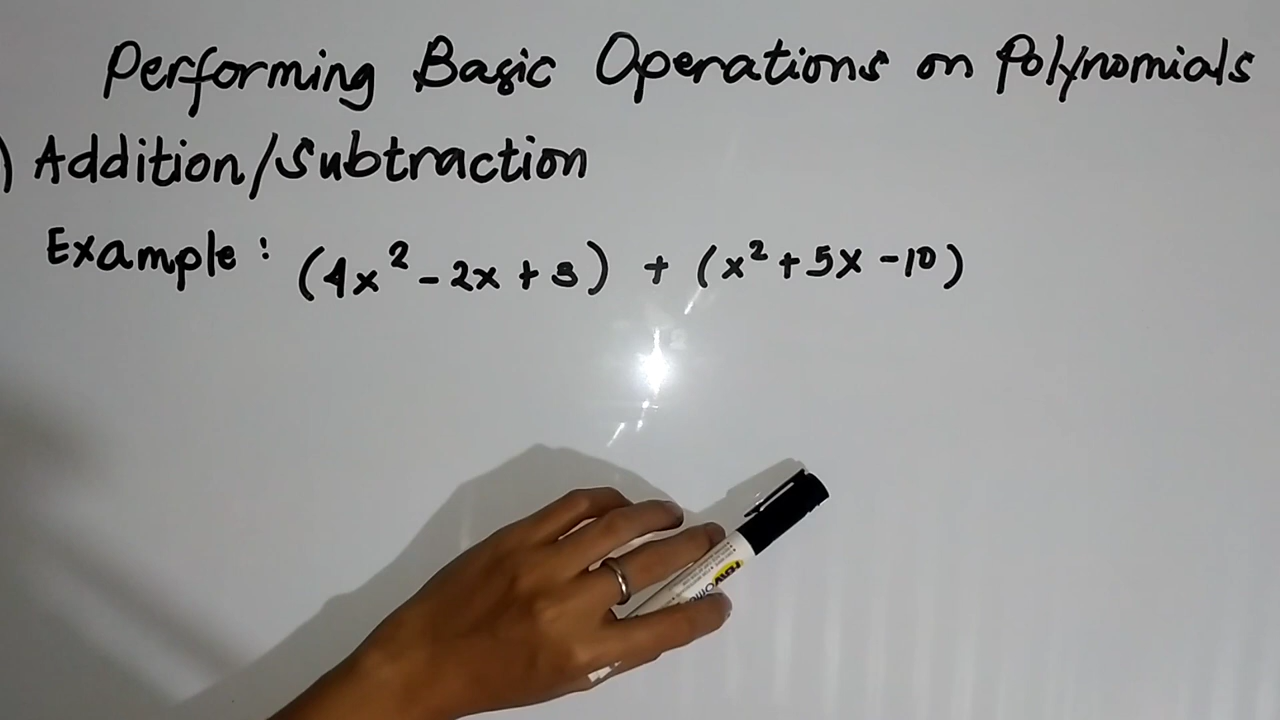 Performing Basic Operations on Polynomials
) Addition/Subtraction
Example: (4x² - 2x + 3) + (x² + 5x - 10)